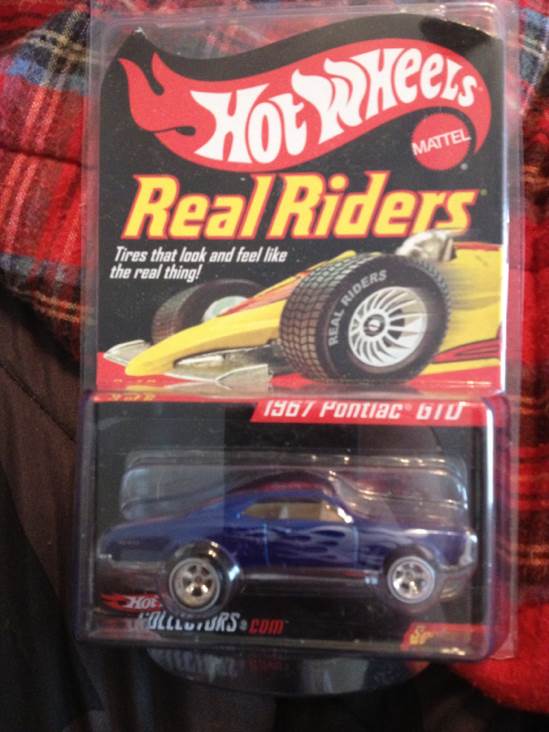 Hot Wheels
MATTEL
Real Riders
Tires that look and feel like
the real thing!
REAL RIDERS
1967 Pontiac® GTO
Hot
COLLECTORS.com